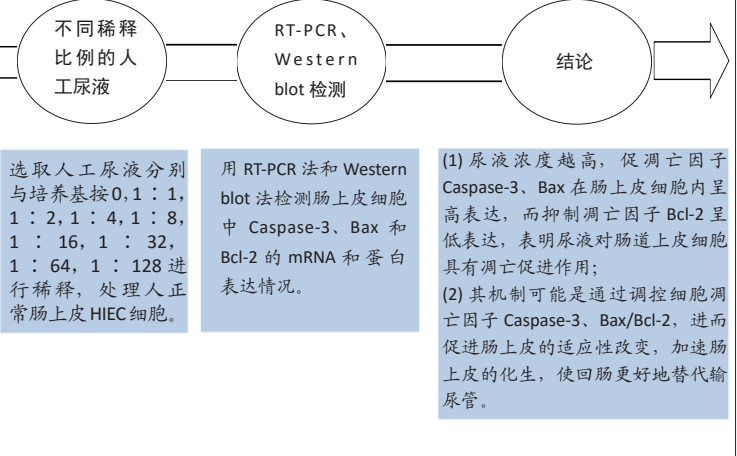 不同稀释
比例的人
工尿液
RT-PCR、
Western
blot 检测
结论
选取人工尿液分别
与培养基按0, 1：1,
1：2, 1：4, 1：8,
1：16, 1：32,
1：64, 1：128 进
行稀释，处理人正
常肠上皮HIEC细胞。
用 RT-PCR 法和 Western
blot 法检测肠上皮细胞
中 Caspase-3、Bax 和
Bcl-2 的 mRNA 和蛋白
表达情况。
(1) 尿液浓度越高，促凋亡因子
Caspase-3、Bax 在肠上皮细胞内呈
高表达，而抑制凋亡因子 Bcl-2 呈
低表达，表明尿液对肠道上皮细胞
具有凋亡促进作用；
(2) 其机制可能是通过调控细胞凋
亡因子 Caspase-3、Bax/Bcl-2，进而
促进肠上皮的适应性改变，加速肠
上皮的化生，使回肠更好地替代输
尿管。